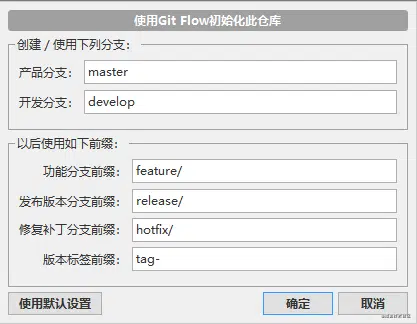 使用Git Flow初始化此仓库
创建 / 使用下列分支：
产品分支： master
开发分支： develop
以后使用如下前缀：
功能分支前缀： feature/
发布版本分支前缀： release/
修复补丁分支前缀： hotfix/
版本标签前缀： tag-
使用默认设置 确定 取消